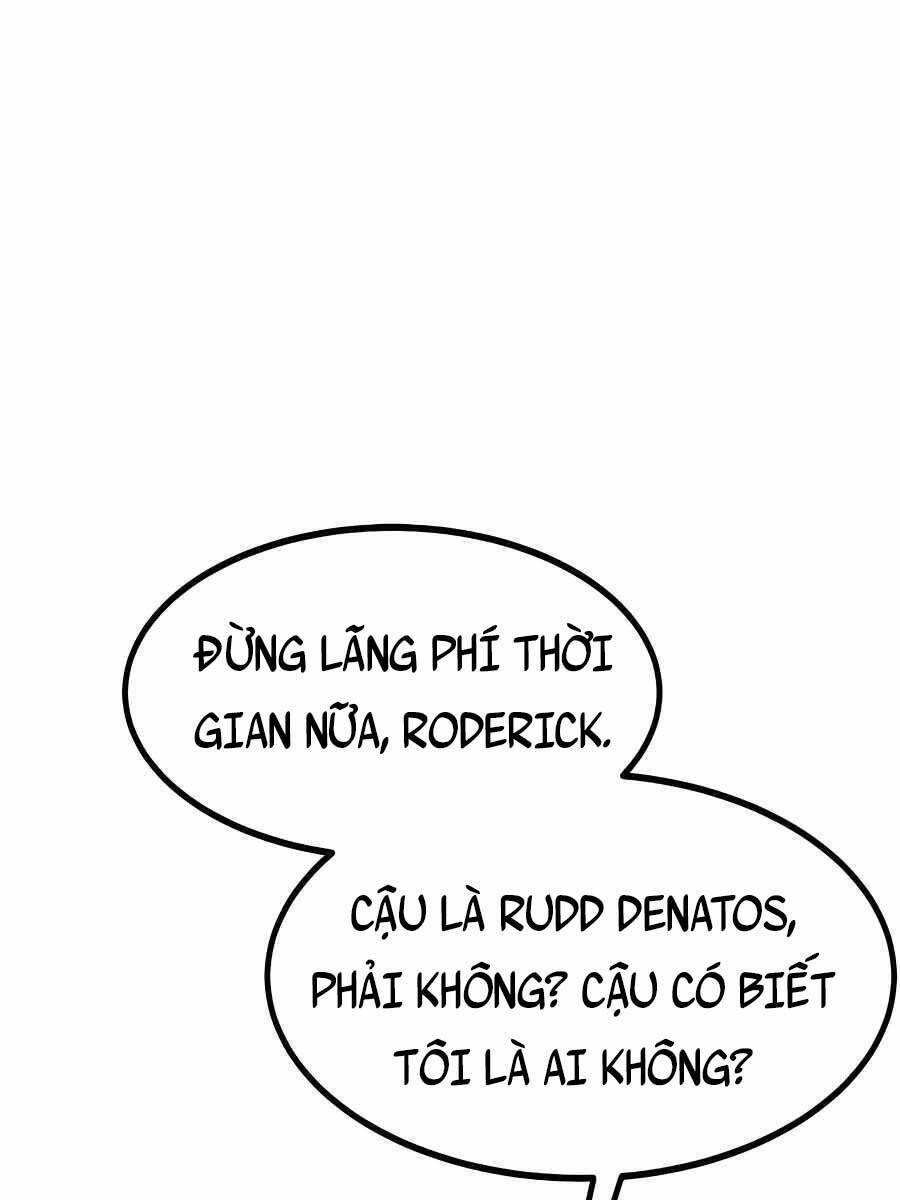 ĐỪNG LÃNG PHÍ THỜI
GIAN NỮA, RODERICK.
CẬU LÀ RUDD DENATOS,
PHẢI KHÔNG? CẬU CÓ BIẾT
TÔI LÀ AI KHÔNG?